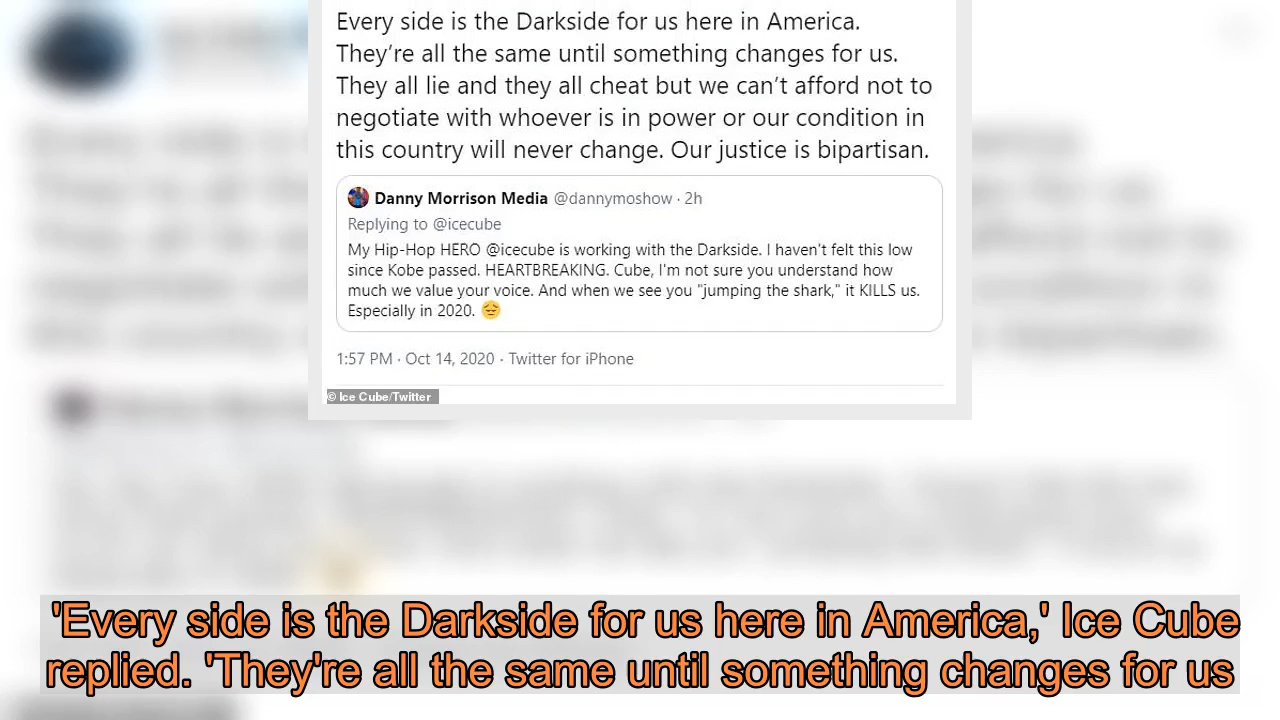 Every side is the Darkside for us here in America.
They’re all the same until something changes for us.
They all lie and they all cheat but we can’t afford not to
negotiate with whoever is in power or our condition in
this country will never change. Our justice is bipartisan.
Danny Morrison Media @dannymoshow · 2h
Replying to @icecube
My Hip-Hop HERO @icecube is working with the Darkside. I haven't felt this low
since Kobe passed. HEARTBREAKING. Cube, I'm not sure you understand how
much we value your voice. And when we see you "jumping the shark," it KILLS us.
Especially in 2020. 😔
1:57 PM · Oct 14, 2020 · Twitter for iPhone
© Ice Cube/Twitter
'Every side is the Darkside for us here in America,' Ice Cube
replied. 'They're all the same until something changes for us